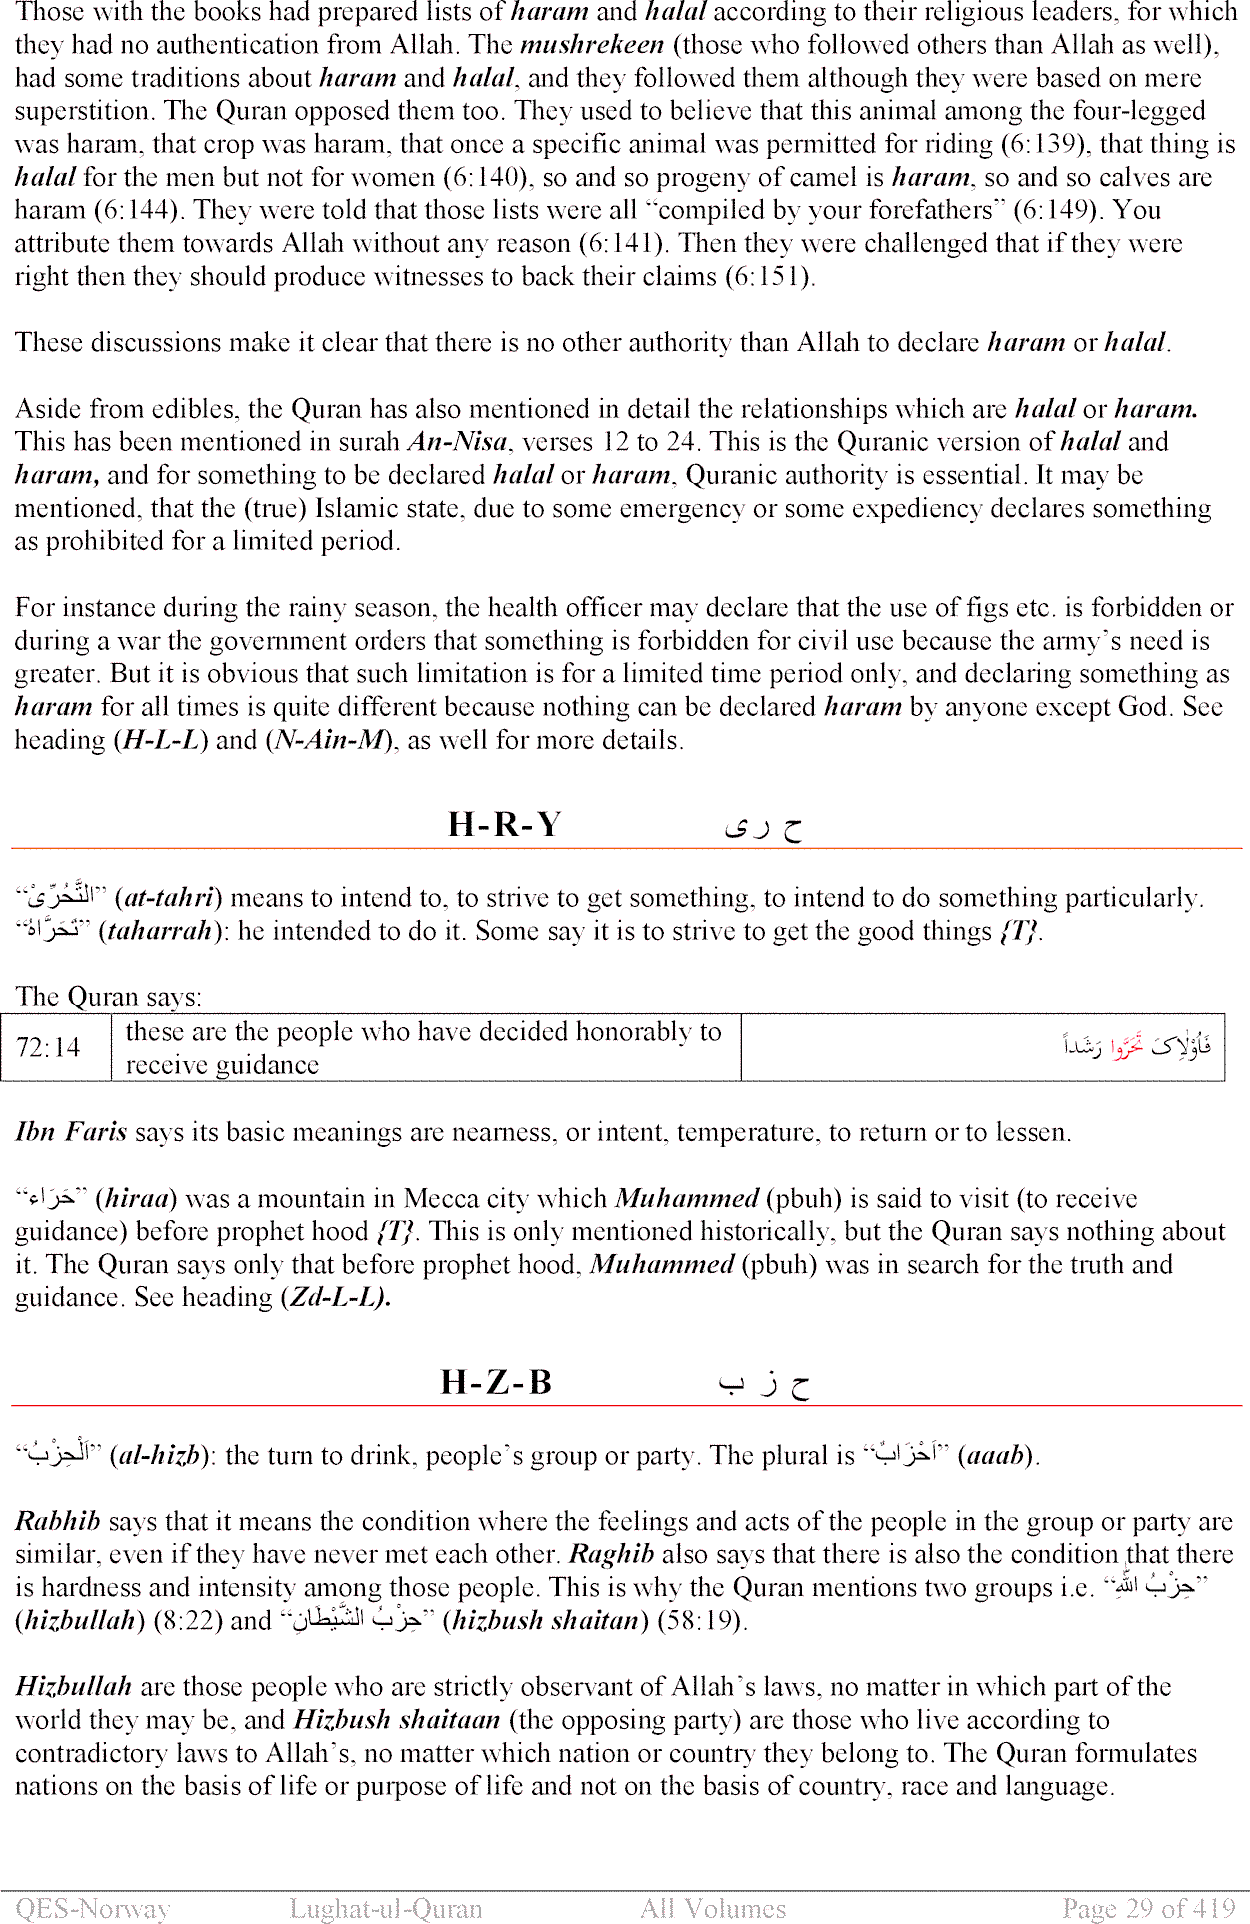 Those with the books had prepared lists of haram and halal according to their religious leaders, for which
they had no authentication from Allah. The mushrekeen (those who followed others than Allah as well),
had some traditions about haram and halal, and they followed them although they were based on mere
superstition. The Quran opposed them too. They used to believe that this animal among the four-legged
was haram, that crop was haram, that once a specific animal was permitted for riding (6:139), that thing is
halal for the men but not for women (6:140), so and so progeny of camel is haram, so and so calves are
haram (6:144). They were told that those lists were all “compiled by your forefathers” (6:149). You
attribute them towards Allah without any reason (6:141). Then they were challenged that if they were
right then they should produce witnesses to back their claims (6:151).
These discussions make it clear that there is no other authority than Allah to declare haram or halal.
Aside from edibles, the Quran has also mentioned in detail the relationships which are halal or haram.
This has been mentioned in surah An-Nisa, verses 12 to 24. This is the Quranic version of halal and
haram, and for something to be declared halal or haram, Quranic authority is essential. It may be
mentioned, that the (true) Islamic state, due to some emergency or some expediency declares something
as prohibited for a limited period.
For instance during the rainy season, the health officer may declare that the use of figs etc. is forbidden or
during a war the government orders that something is forbidden for civil use because the army’s need is
greater. But it is obvious that such limitation is for a limited time period only, and declaring something as
haram for all times is quite different because nothing can be declared haram by anyone except God. See
heading (H-L-L) and (N-Ain-M), as well for more details.
H-R-Y ح ر ی
“التَّحُرِّیْ” (at-tahri) means to intend to, to strive to get something, to intend to do something particularly.
“تَحَرَّاهُ” (taharrah): he intended to do it. Some say it is to strive to get the good things {T}.
The Quran says:
72:14 these are the people who have decided honorably to فَاُوْلٰاِکَ تَحَرَّوا رَشَداً
receive guidance
Ibn Faris says its basic meanings are nearness, or intent, temperature, to return or to lessen.
“حَرَاء” (hiraa) was a mountain in Mecca city which Muhammed (pbuh) is said to visit (to receive
guidance) before prophet hood {T}. This is only mentioned historically, but the Quran says nothing about
it. The Quran says only that before prophet hood, Muhammed (pbuh) was in search for the truth and
guidance. See heading (Zd-L-L).
H-Z-B ح ز ب
“اَلْحِزْبُ” (al-hizb): the turn to drink, people’s group or party. The plural is “اَحْزَابٌ” (aaab).
Rabhib says that it means the condition where the feelings and acts of the people in the group or party are
similar, even if they have never met each other. Raghib also says that there is also the condition that there
is hardness and intensity among those people. This is why the Quran mentions two groups i.e. “حِزْبُ اللّٰهِ”
(hizbullah) (8:22) and “حِزْبُ الشَّيْطَانِ” (hizbush shaitan) (58:19).
Hizbullah are those people who are strictly observant of Allah’s laws, no matter in which part of the
world they may be, and Hizbush shaitaan (the opposing party) are those who live according to
contradictory laws to Allah’s, no matter which nation or country they belong to. The Quran formulates
nations on the basis of life or purpose of life and not on the basis of country, race and language.
QES-Norway Lughat-ul-Quran All Volumes Page 29 of 419